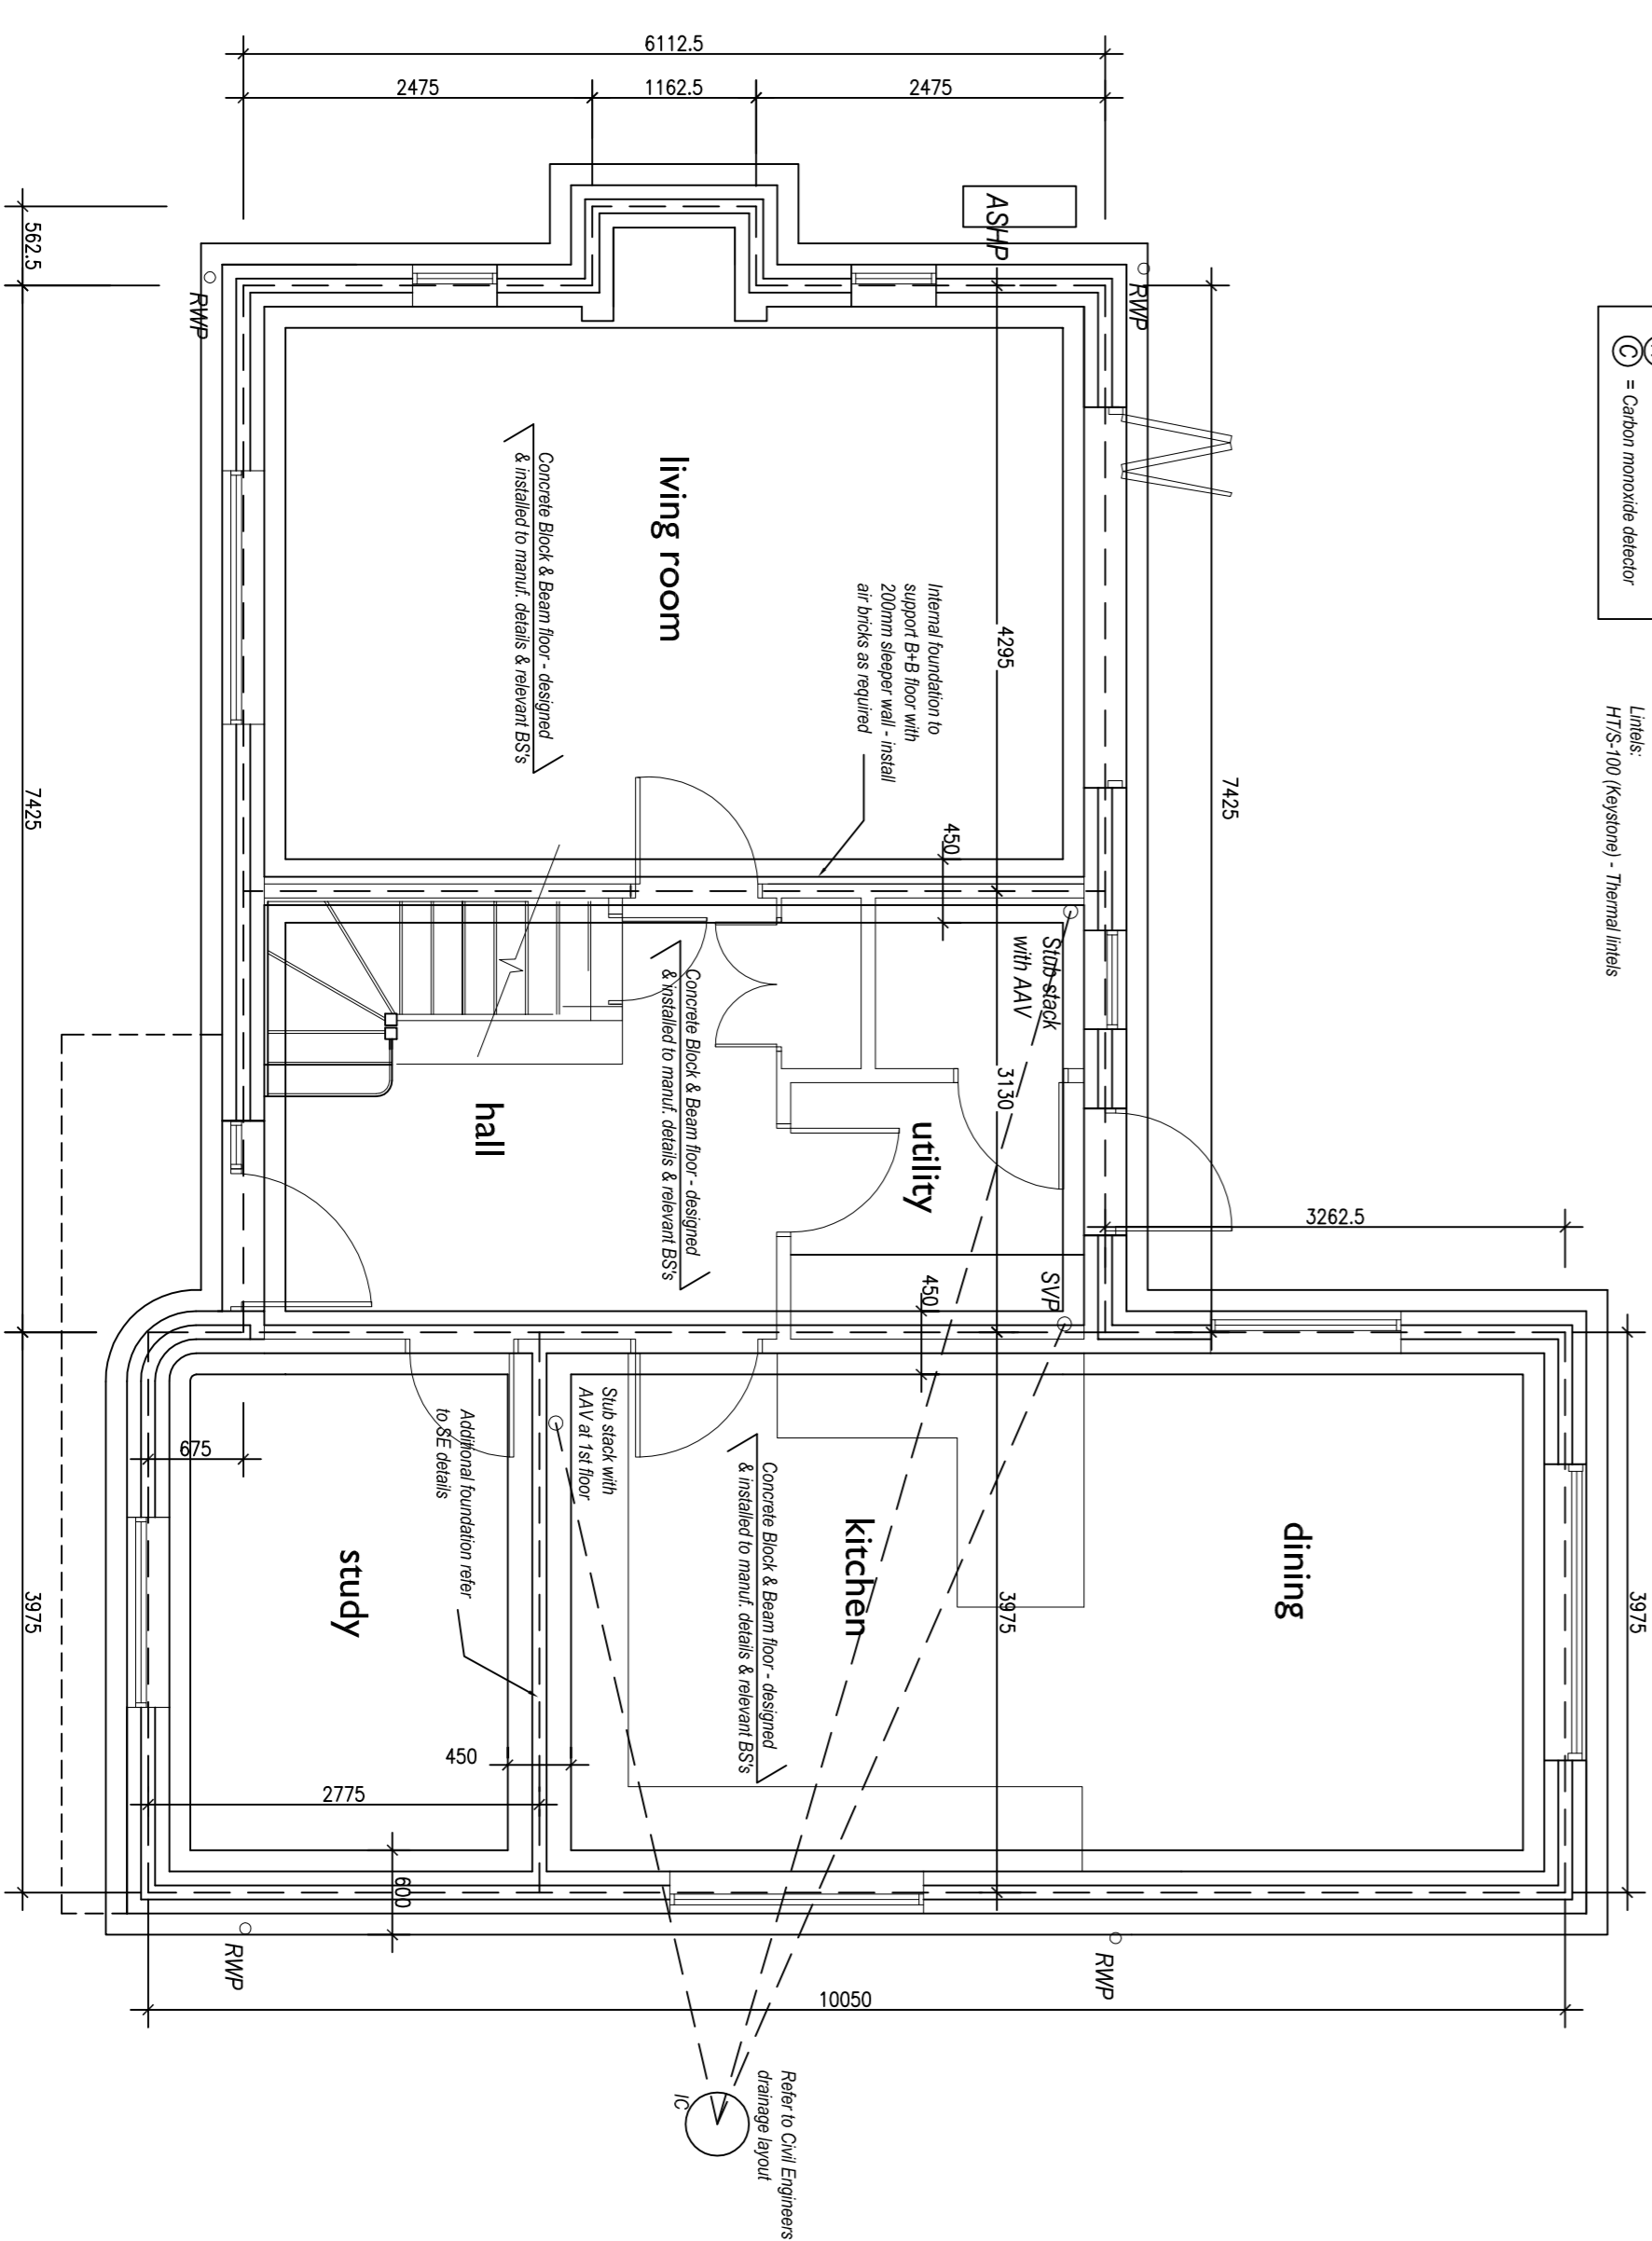 © = Carbon monoxide detector
Lintels:
HT/S-100 (Keystone) - Thermal lintels
6112.5
2475
1162.5
2475
562.5
7425
3975
ASHP
RWP
RWP
4295
7425
living room
Concrete Block & Beam floor - designed
& installed to manuf. details & relevant BS's
Internal foundation to
support B+B floor with
200mm sleeper wall - install
air bricks as required
450
Stub stack
with AAV
3130
utility
hall
Concrete Block & Beam floor - designed
& installed to manuf. details & relevant BS's
3262.5
SVP
450
3975
675
Stub stack with
AAV at 1st floor
Additional foundation refer
to SE details
study
kitchen
Concrete Block & Beam floor - designed
& installed to manuf. details & relevant BS's
dining
3975
450
2775
600
RWP
RWP
10050
Refer to Civil Engineers
drainage layout
IC